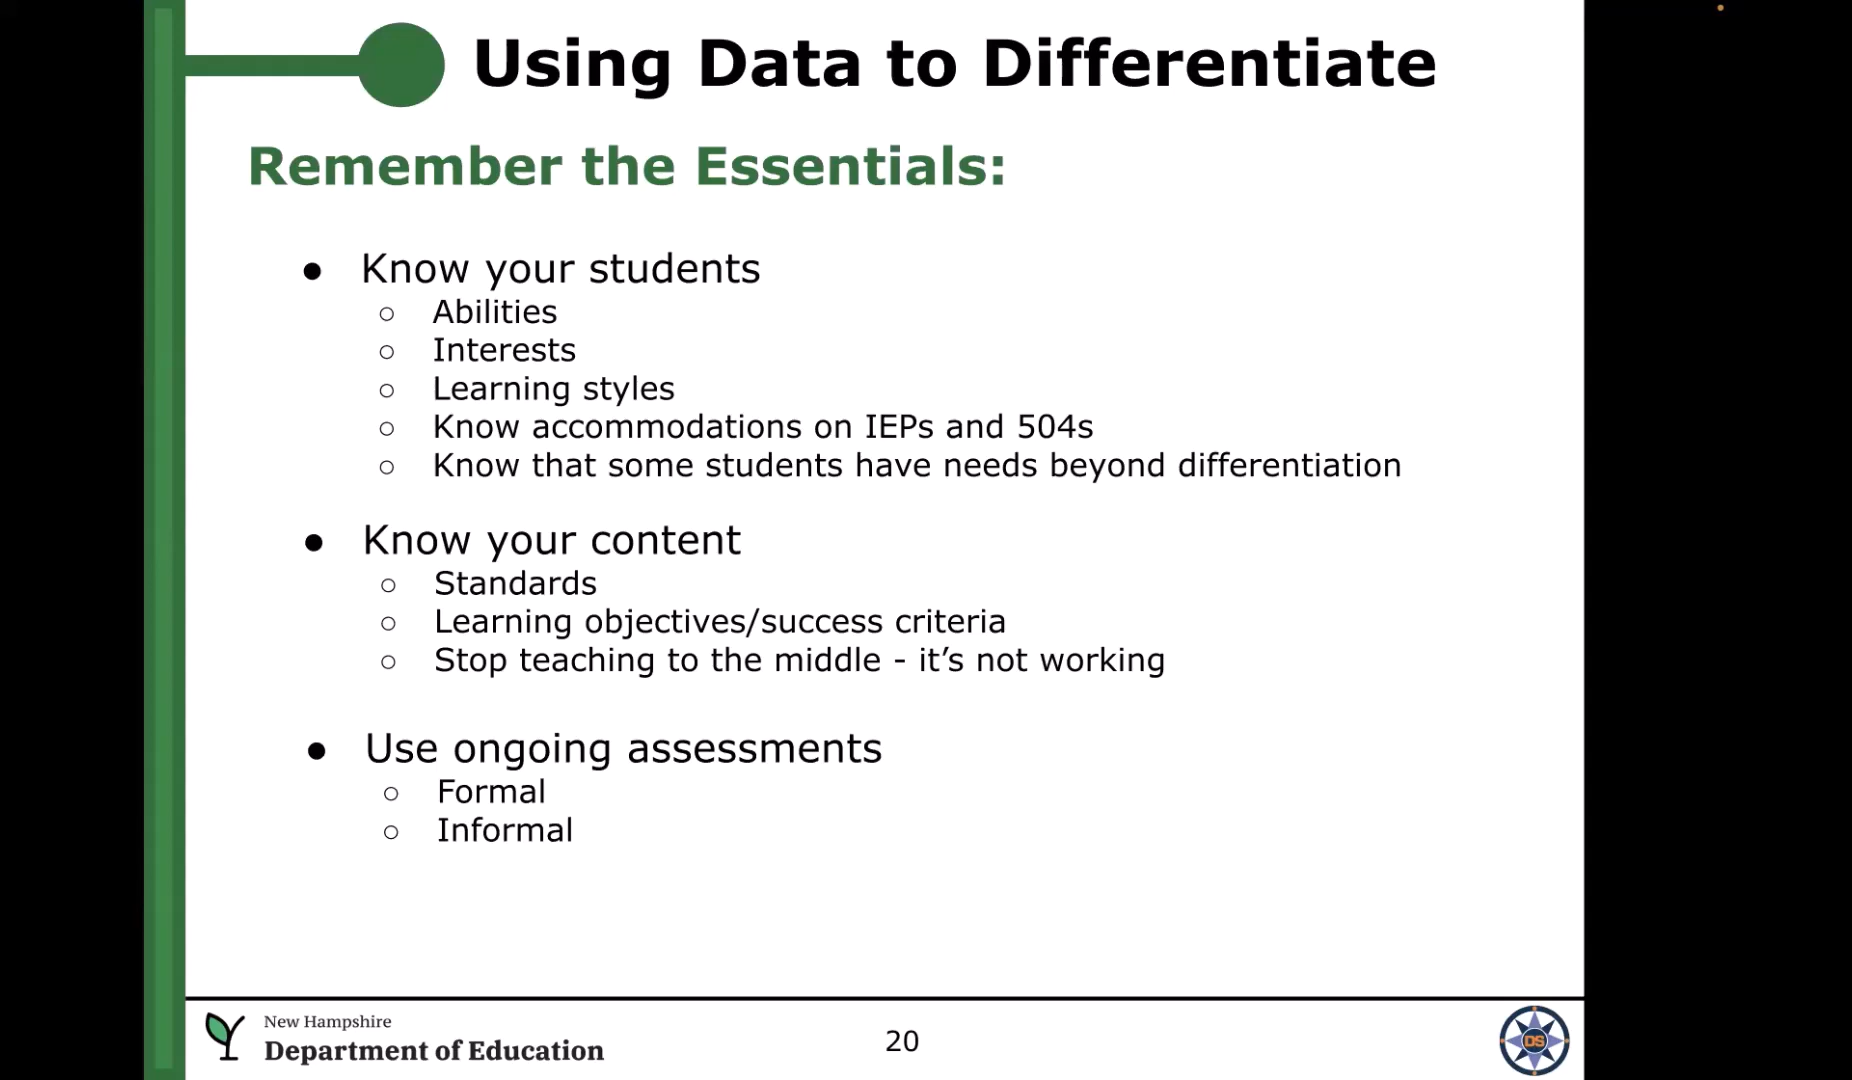 Using Data to Differentiate
Remember the Essentials:
● Know your students
○ Abilities
○ Interests
○ Learning styles
○ Know accommodations on IEPs and 504s
○ Know that some students have needs beyond differentiation
● Know your content
○ Standards
○ Learning objectives/success criteria
○ Stop teaching to the middle - it’s not working
● Use ongoing assessments
○ Formal
○ Informal
New Hampshire
Department of Education
20
DS